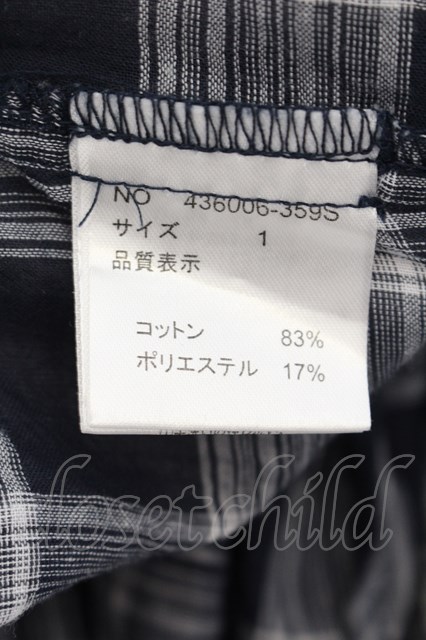 NO 436006-359S
サイズ 1
品質表示
コットン 83%
ポリエステル 17%
closetchild